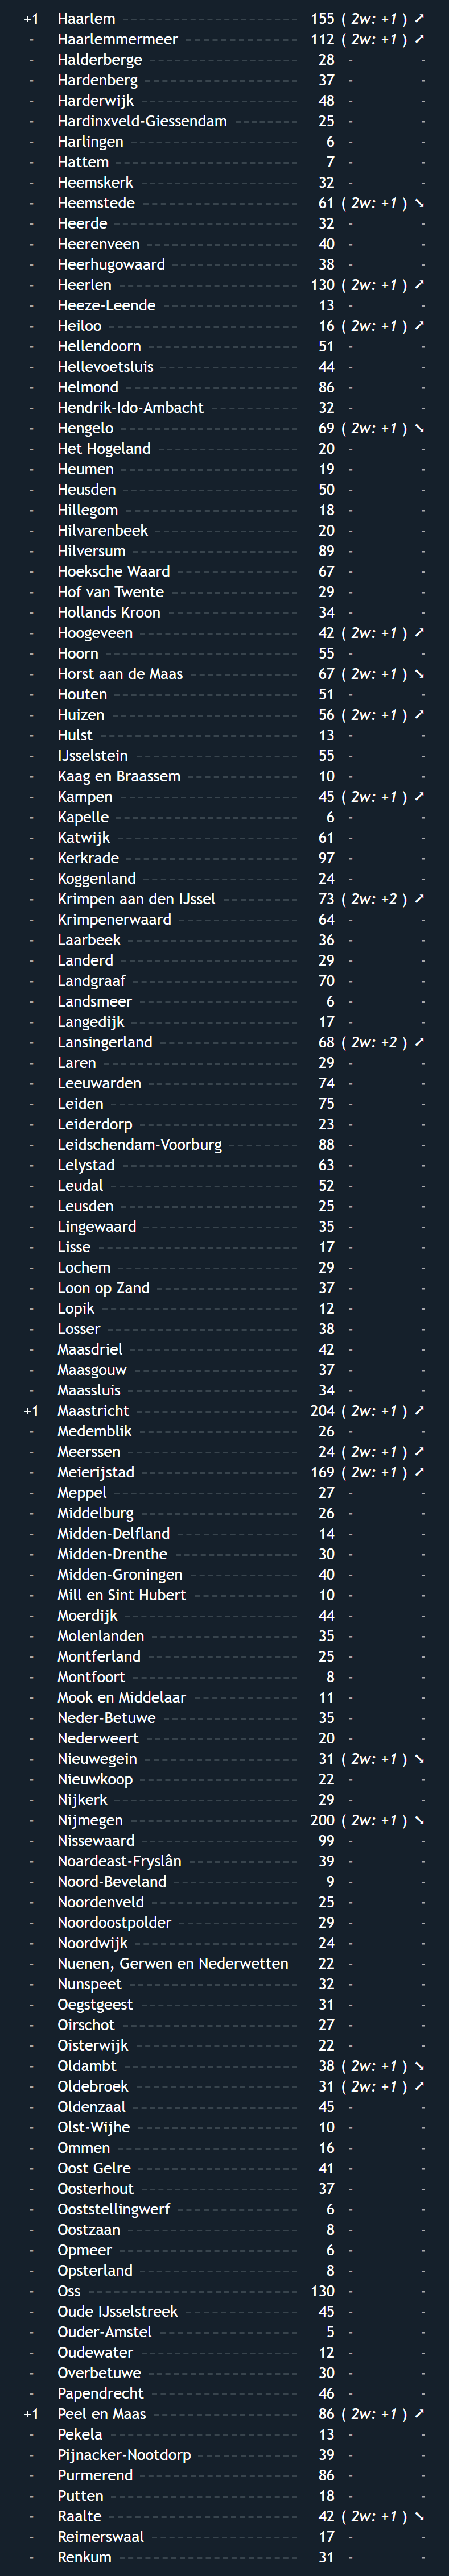 +1 Haarlem 155 ( 2w: +1 ) ➚
- Haarlemmermeer 112 ( 2w: +1 ) ➚
- Halderberge 28 - -
- Hardenberg 37 - -
- Harderwijk 48 - -
- Hardinxveld-Giessendam 25 - -
- Harlingen 6 - -
- Hattem 7 - -
- Heemskerk 32 - -
- Heemstede 61 ( 2w: +1 ) ➘
- Heerde 32 - -
- Heerenveen 40 - -
- Heerhugowaard 38 - -
- Heerlen 130 ( 2w: +1 ) ➚
- Heeze-Leende 13 - -
- Heiloo 16 ( 2w: +1 ) ➚
- Hellendoorn 51 - -
- Hellevoetsluis 44 - -
- Helmond 86 - -
- Hendrik-Ido-Ambacht 32 - -
- Hengelo 69 ( 2w: +1 ) ➘
- Het Hogeland 20 - -
- Heumen 19 - -
- Heusden 50 - -
- Hillegom 18 - -
- Hilvarenbeek 20 - -
- Hilversum 89 - -
- Hoeksche Waard 67 - -
- Hof van Twente 29 - -
- Hollands Kroon 34 - -
- Hoogeveen 42 ( 2w: +1 ) ➚
- Hoorn 55 - -
- Horst aan de Maas 67 ( 2w: +1 ) ➘
- Houten 51 - -
- Huizen 56 ( 2w: +1 ) ➚
- Hulst 13 - -
- IJsselstein 55 - -
- Kaag en Braassem 10 - -
- Kampen 45 ( 2w: +1 ) ➚
- Kapelle 6 - -
- Katwijk 61 - -
- Kerkrade 97 - -
- Koggenland 24 - -
- Krimpen aan den IJssel 73 ( 2w: +2 ) ➚
- Krimpenerwaard 64 - -
- Laarbeek 36 - -
- Landerd 29 - -
- Landgraaf 70 - -
- Landsmeer 6 - -
- Langedijk 17 - -
- Lansingerland 68 ( 2w: +2 ) ➚
- Laren 29 - -
- Leeuwarden 74 - -
- Leiden 75 - -
- Leiderdorp 23 - -
- Leidschendam-Voorburg 88 - -
- Lelystad 63 - -
- Leudal 52 - -
- Leusden 25 - -
- Lingewaard 35 - -
- Lisse 17 - -
- Lochem 29 - -
- Loon op Zand 37 - -
- Lopik 12 - -
- Losser 38 - -
- Maasdriel 42 - -
- Maasgouw 37 - -
- Maassluis 34 - -
+1 Maastricht 204 ( 2w: +1 ) ➚
- Medemblik 26 - -
- Meerssen 24 ( 2w: +1 ) ➚
- Meierijstad 169 ( 2w: +1 ) ➚
- Meppel 27 - -
- Middelburg 26 - -
- Midden-Delfland 14 - -
- Midden-Drenthe 30 - -
- Midden-Groningen 40 - -
- Mill en Sint Hubert 10 - -
- Moerdijk 44 - -
- Molenlanden 35 - -
- Montferland 25 - -
- Montfoort 8 - -
- Mook en Middelaar 11 - -
- Neder-Betuwe 35 - -
- Nederweert 20 - -
- Nieuwegein 31 ( 2w: +1 ) ➘
- Nieuwkoop 22 - -
- Nijkerk 29 - -
- Nijmegen 200 ( 2w: +1 ) ➘
- Nissewaard 99 - -
- Noardeast-Fryslân 39 - -
- Noord-Beveland 9 - -
- Noordenveld 25 - -
- Noordoostpolder 29 - -
- Noordwijk 24 - -
- Nuenen, Gerwen en Nederwetten 22 - -
- Nunspeet 32 - -
- Oegstgeest 31 - -
- Oirschot 27 - -
- Oisterwijk 22 - -
- Oldambt 38 ( 2w: +1 ) ➘
- Oldebroek 31 ( 2w: +1 ) ➚
- Oldenzaal 45 - -
- Olst-Wijhe 10 - -
- Ommen 16 - -
- Oost Gelre 41 - -
- Oosterhout 37 - -
- Ooststellingwerf 6 - -
- Oostzaan 8 - -
- Opmeer 6 - -
- Opsterland 8 - -
- Oss 130 - -
- Oude IJsselstreek 45 - -
- Ouder-Amstel 5 - -
- Oudewater 12 - -
- Overbetuwe 30 - -
- Papendrecht 46 - -
+1 Peel en Maas 86 ( 2w: +1 ) ➚
- Pekela 13 - -
- Pijnacker-Nootdorp 39 - -
- Purmerend 86 - -
- Putten 18 - -
- Raalte 42 ( 2w: +1 ) ➘
- Reimerswaal 17 - -
- Renkum 31 - -